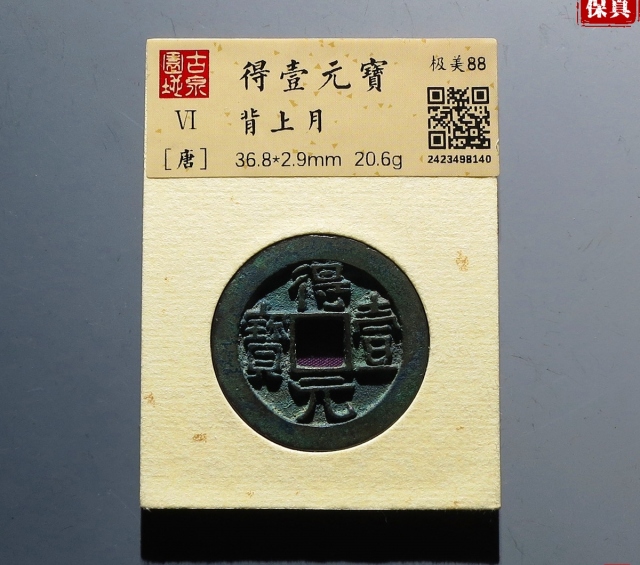 保真
古泉
園地
得壹元寶
极美88
VI
背上月
[唐]
36.8*2.9mm 20.6g
2423498140
得壹元寶